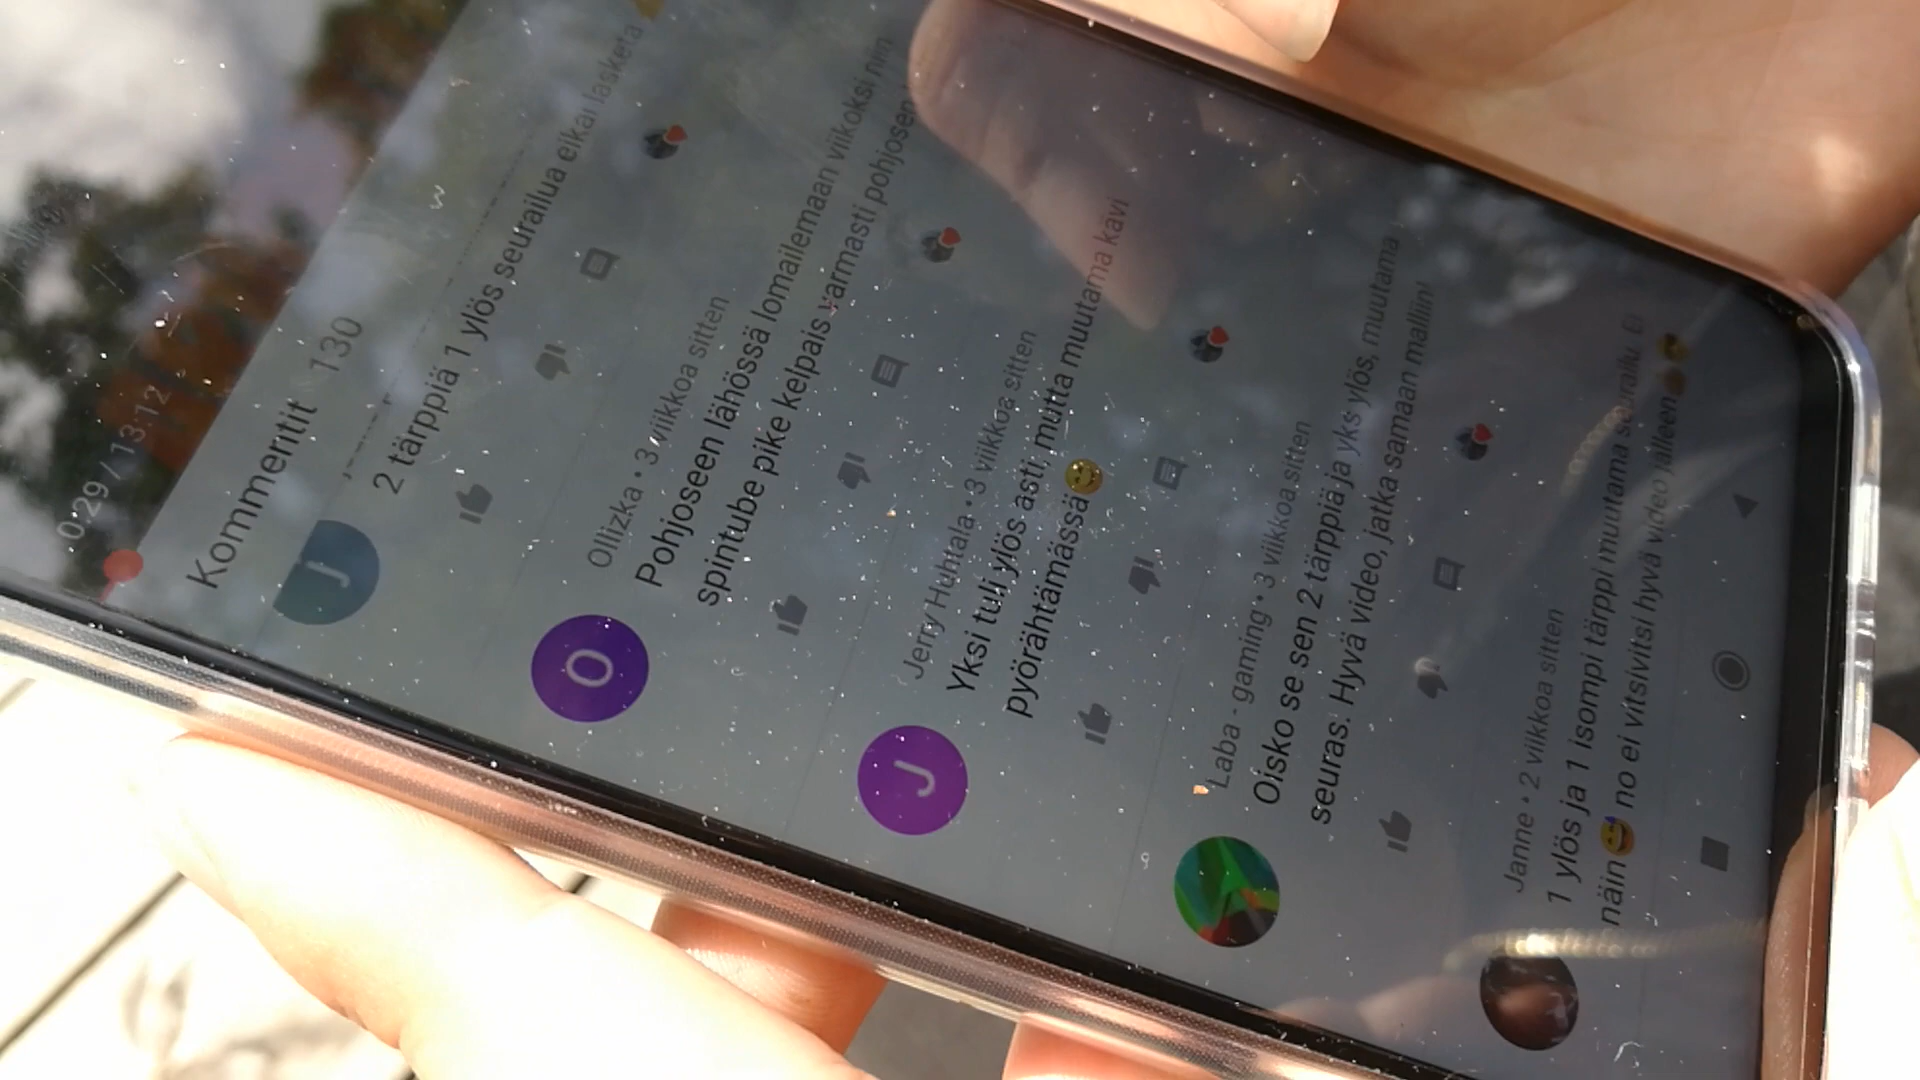 0:29 / 13:12
Kommentit 130
J
2 tärppiä 1 ylös seurailua eikai lasketa
Ollizka • 3 viikkoa sitten
O
Pohjoseen lähössä lomailemaan viikoksi niin
spintube pike kelpais varmasti pohjosen
Jerry Huhtala • 3 viikkoa sitten
J
Yksi tuli ylös asti, mutta muutama kävi
pyörähtämässä 😄
Laba - gaming • 3 viikkoa sitten
Oisko se sen 2 tärppiä ja yks ylös, muutama
seuras. Hyvä video, jatka samaan malliin!
Janne • 2 viikkoa sitten
1 ylös ja 1 isompi tärppi muutama seurailu
näin 😅 no ei vitsivitsi hyvä video jälleen